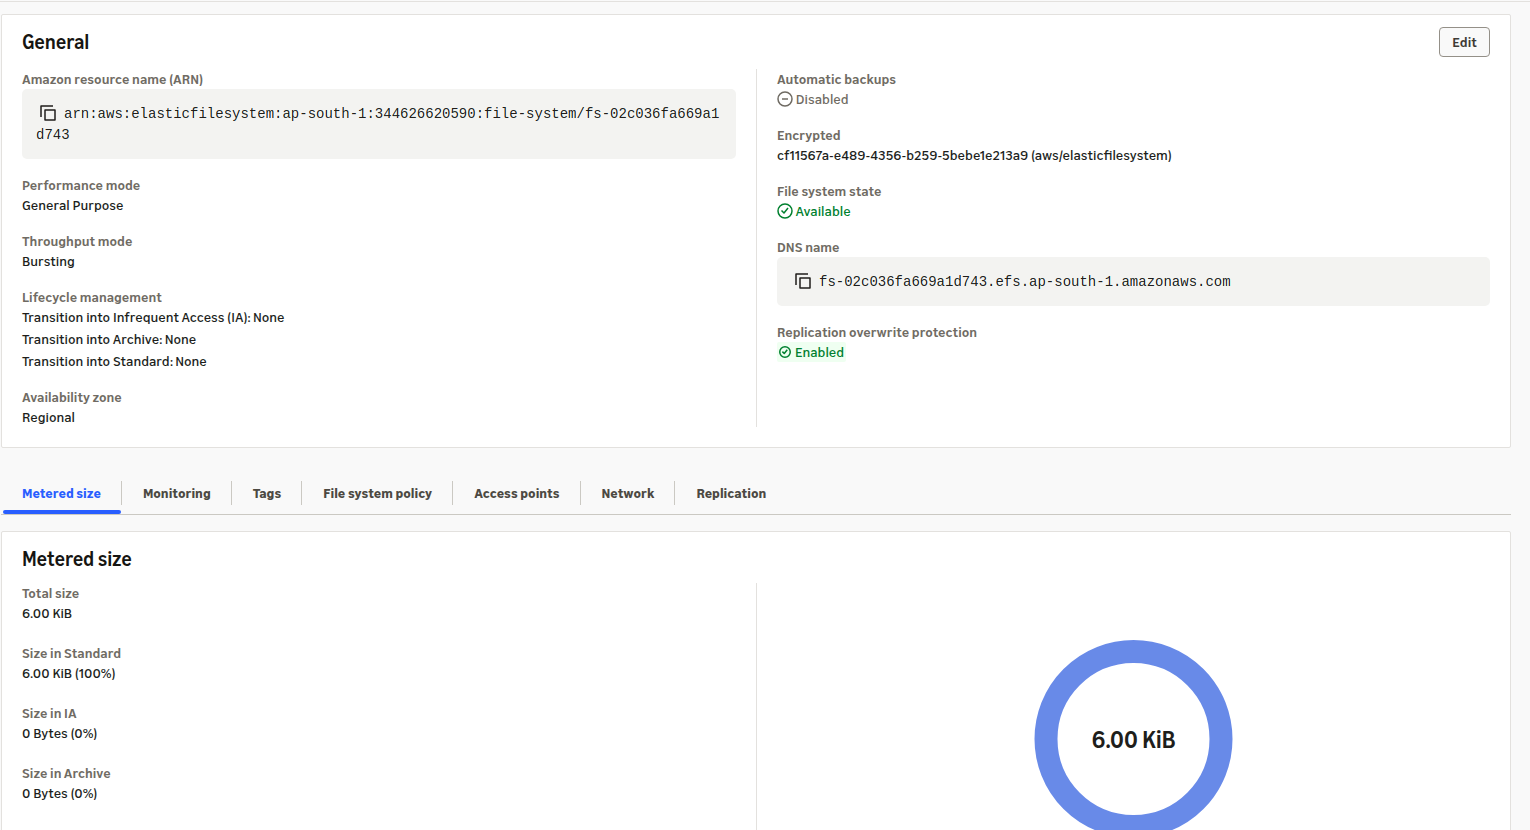 General
Edit
Amazon resource name (ARN)
arn:aws:elasticfilesystem:ap-south-1:344626620590:file-system/fs-02c036fa669a1
d743
Performance mode
General Purpose
Throughput mode
Bursting
Lifecycle management
Transition into Infrequent Access (IA): None
Transition into Archive: None
Transition into Standard: None
Availability zone
Regional
Automatic backups
Disabled
Encrypted
cf11567a-e489-4356-b259-5bebe1e213a9 (aws/elasticfilesystem)
File system state
Available
DNS name
fs-02c036fa669a1d743.efs.ap-south-1.amazonaws.com
Replication overwrite protection
Enabled
Metered size Monitoring Tags File system policy Access points Network Replication
Metered size
Total size
6.00 KiB
Size in Standard
6.00 KiB (100%)
Size in IA
0 Bytes (0%)
Size in Archive
0 Bytes (0%)
6.00 KiB